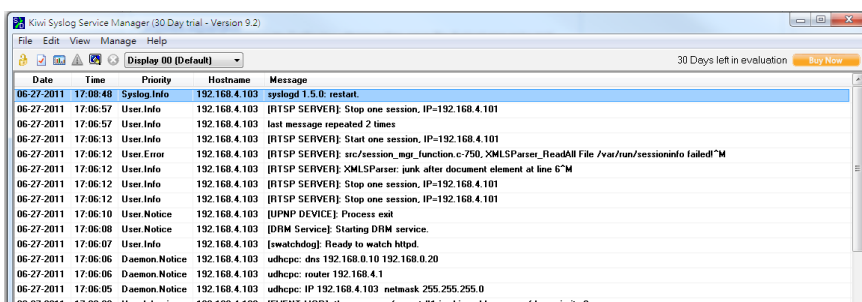 Kiwi Syslog Service Manager (30 Day trial - Version 9.2)
File Edit View Manage Help
Display 00 (Default) 30 Days left in evaluation Buy Now
Date Time Priority Hostname Message
06-27-2011 17:08:48 Syslog.Info 192.168.4.103 syslogd 1.5.0: restart.
06-27-2011 17:06:57 User.Info 192.168.4.103 [RTSP SERVER]: Stop one session, IP=192.168.4.101
06-27-2011 17:06:57 User.Info 192.168.4.103 last message repeated 2 times
06-27-2011 17:06:13 User.Info 192.168.4.103 [RTSP SERVER]: Start one session, IP=192.168.4.101
06-27-2011 17:06:12 User.Error 192.168.4.103 [RTSP SERVER]: src/session_mgr_function.c-750, XMLSParser_ReadAll File /var/run/sessioninfo failed!^M
06-27-2011 17:06:12 User.Info 192.168.4.103 [RTSP SERVER]: XMLSParser: junk after document element at line 6^M
06-27-2011 17:06:12 User.Info 192.168.4.103 [RTSP SERVER]: Stop one session, IP=192.168.4.101
06-27-2011 17:06:12 User.Info 192.168.4.103 [RTSP SERVER]: Stop one session, IP=192.168.4.101
06-27-2011 17:06:10 User.Notice 192.168.4.103 [UPNP DEVICE]: Process exit
06-27-2011 17:06:08 User.Notice 192.168.4.103 [DRM Service]: Starting DRM service.
06-27-2011 17:06:07 User.Info 192.168.4.103 [swatchdog]: Ready to watch httpd.
06-27-2011 17:06:06 Daemon.Notice 192.168.4.103 udhcpc: dns 192.168.0.10 192.168.0.20
06-27-2011 17:06:06 Daemon.Notice 192.168.4.103 udhcpc: router 192.168.4.1
06-27-2011 17:06:05 Daemon.Notice 192.168.4.103 udhcpc: IP 192.168.4.103 netmask 255.255.255.0